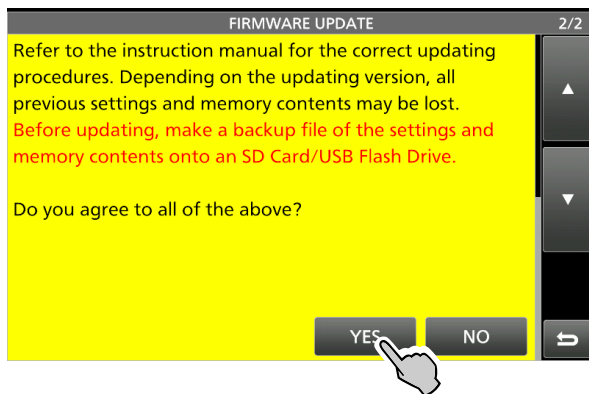 FIRMWARE UPDATE 2/2
Refer to the instruction manual for the correct updating
procedures. Depending on the updating version, all
previous settings and memory contents may be lost.
Before updating, make a backup file of the settings and
memory contents onto an SD Card/USB Flash Drive.
Do you agree to all of the above?
YES NO